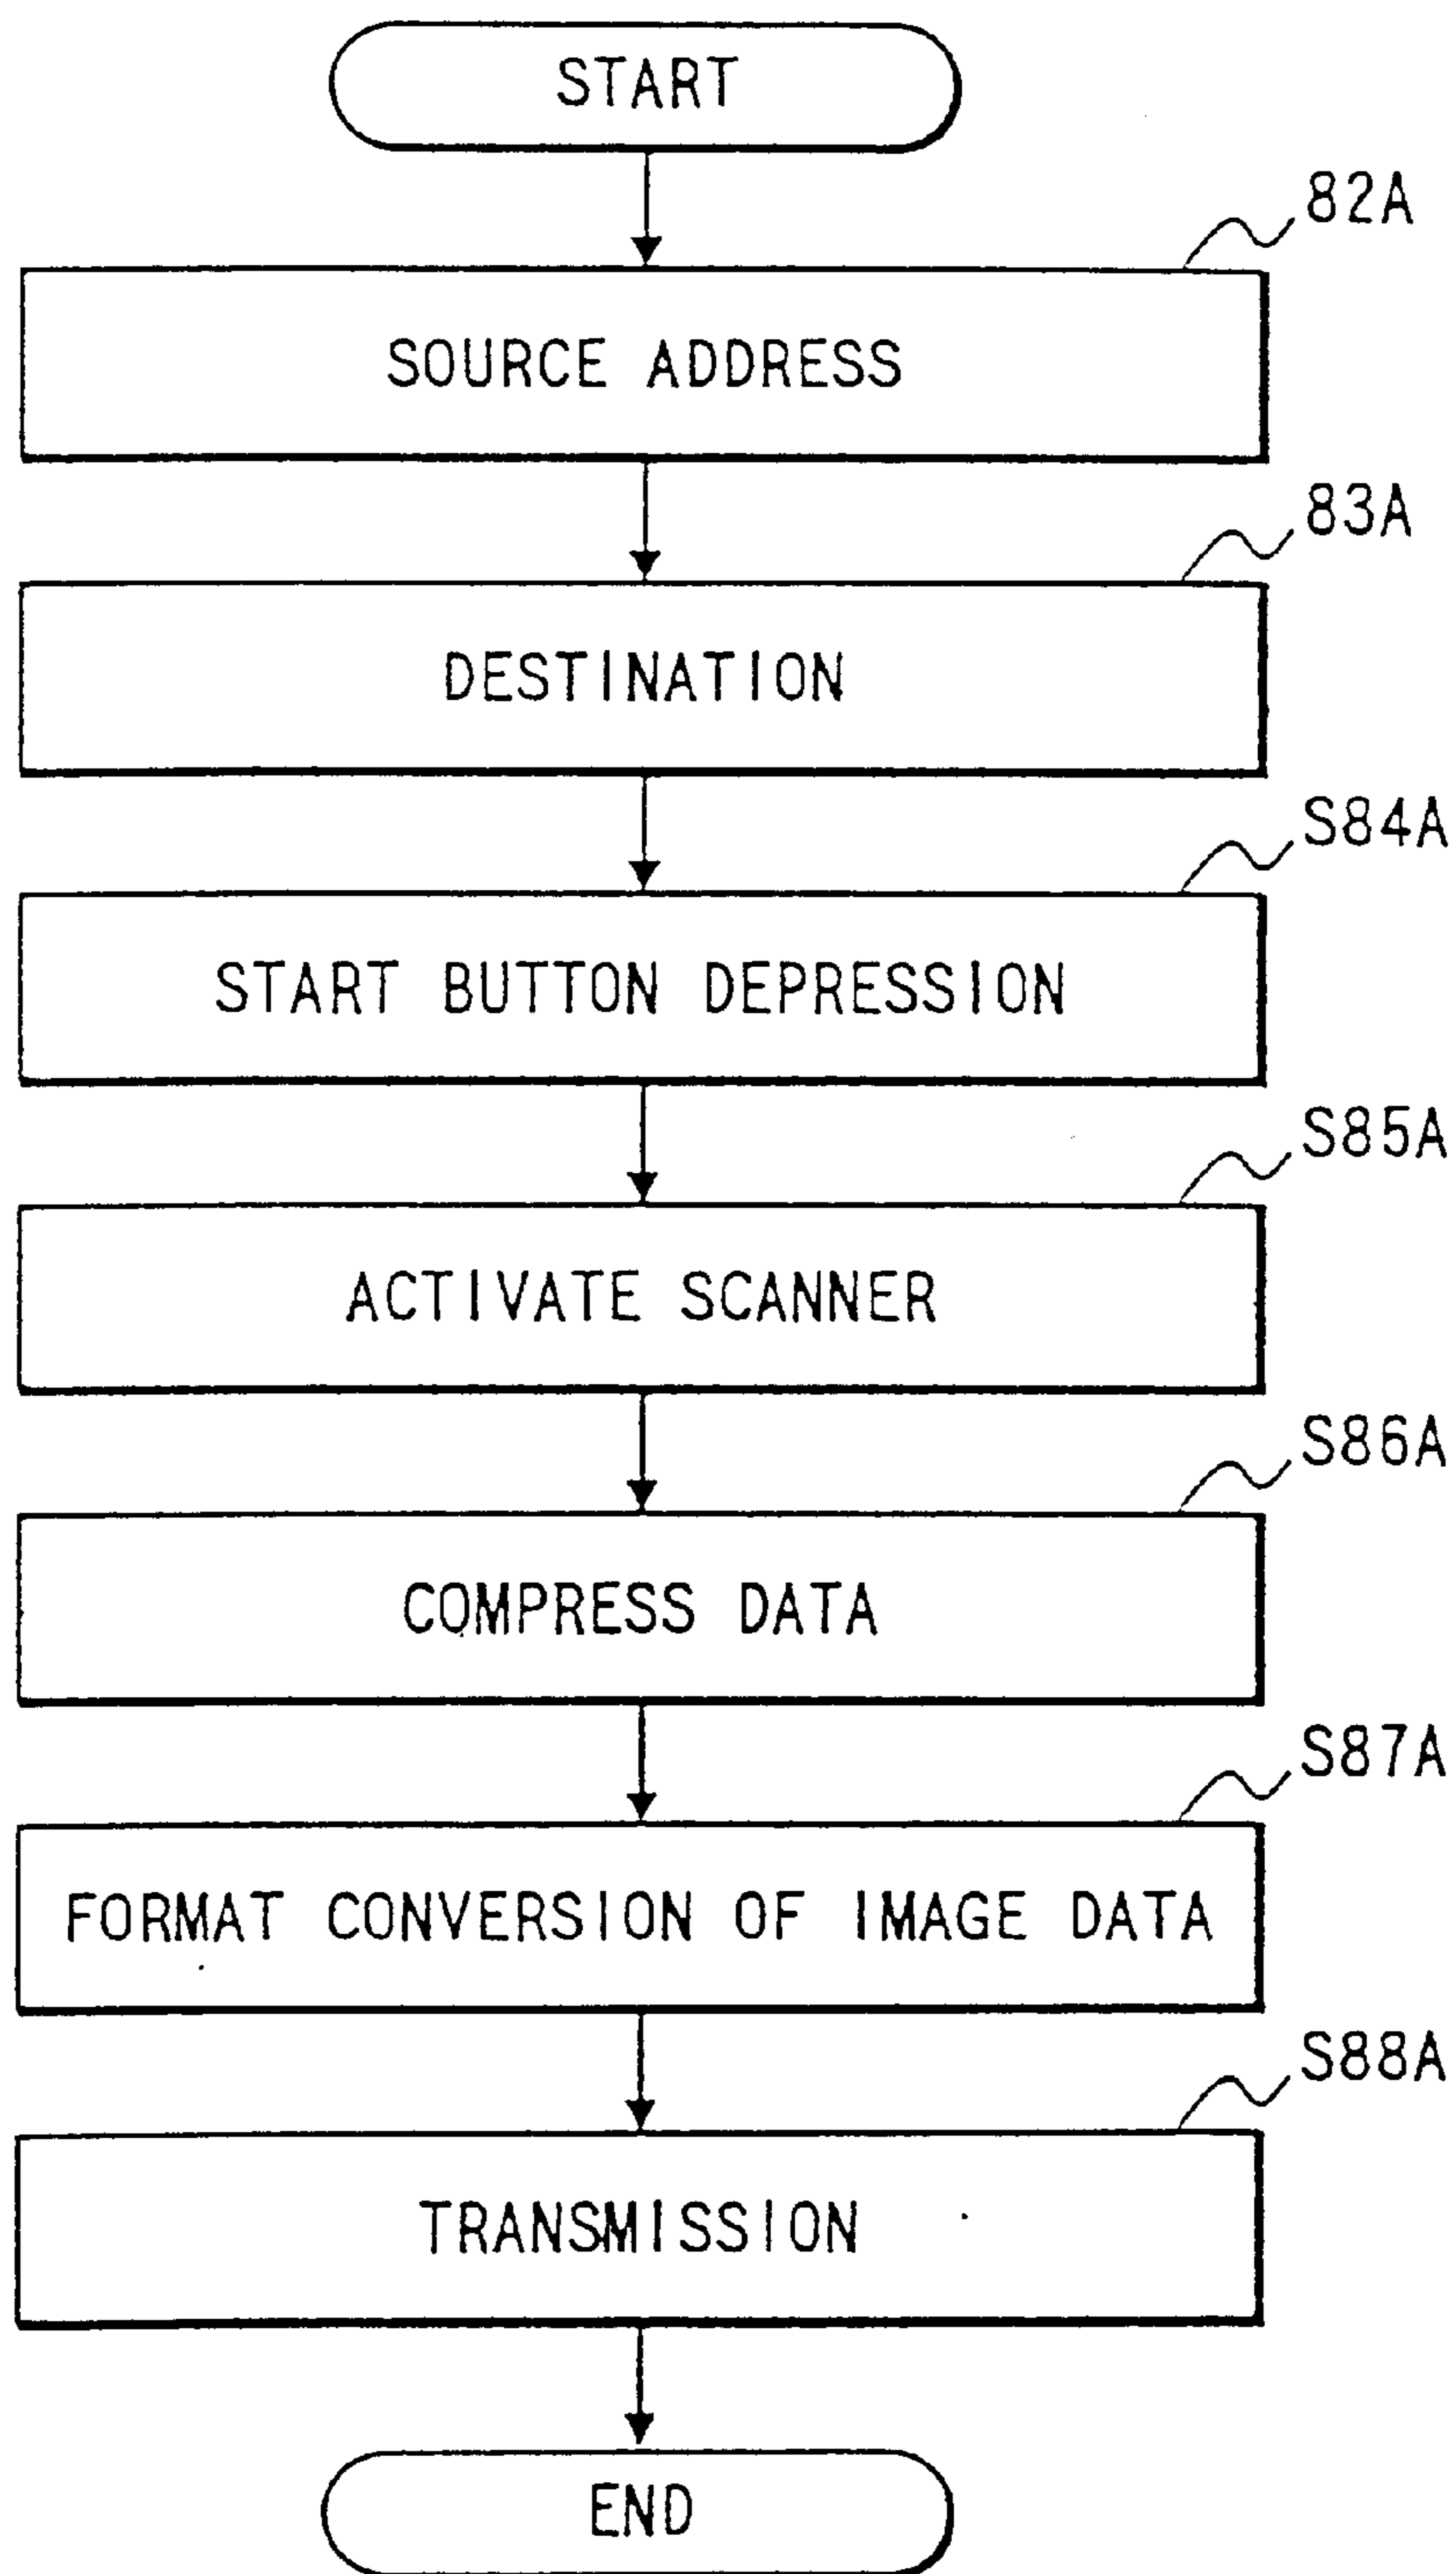 START
82A
SOURCE ADDRESS
83A
DESTINATION
S84A
START BUTTON DEPRESSION
S85A
ACTIVATE SCANNER
S86A
COMPRESS DATA
S87A
FORMAT CONVERSION OF IMAGE DATA
S88A
TRANSMISSION
END